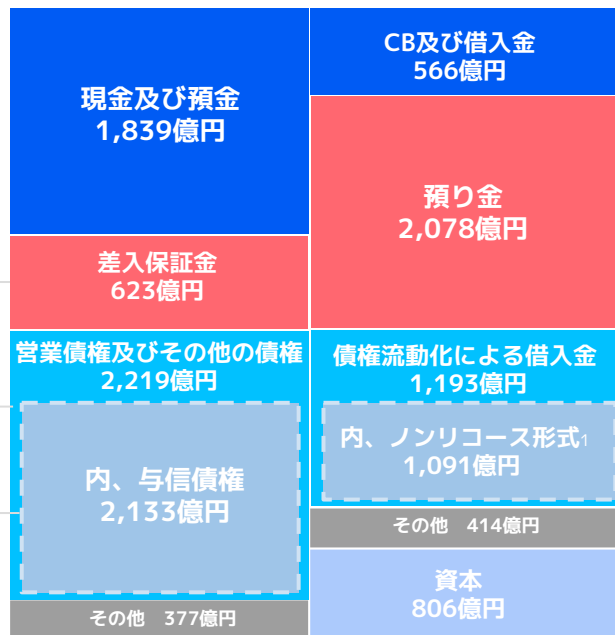 現金及び預金
1,839億円
差入保証金
623億円
営業債権及びその他の債権
2,219億円
内、与信債権
2,133億円
その他 377億円
CB及び借入金
566億円
預り金
2,078億円
債権流動化による借入金
1,193億円
内、ノンリコース形式1
1,091億円
その他 414億円
資本
806億円